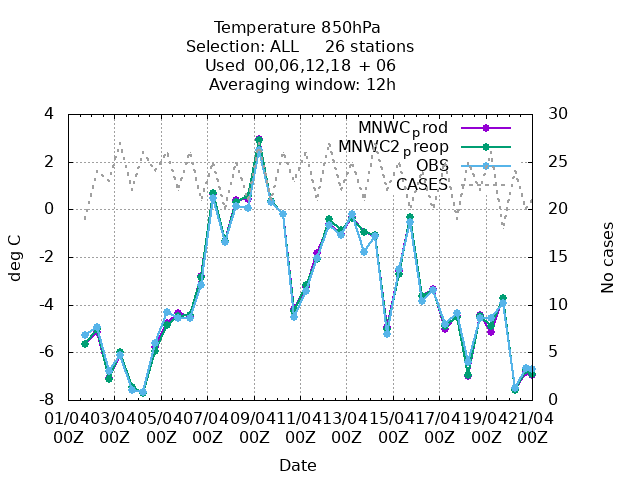 Temperature 850hPa
Selection: ALL 26 stations
Used 00,06,12,18 + 06
Averaging window: 12h
4 30
MNWCprod
MNWC2preop
2 25
OBS
CASES
0 20
deg C
-2 15
No cases
-4 10
-6 5
-8 0
01/04 03/04 05/04 07/04 09/04 11/04 13/04 15/04 17/04 19/04 21/04
00Z 00Z 00Z 00Z 00Z 00Z 00Z 00Z 00Z 00Z 00Z
Date